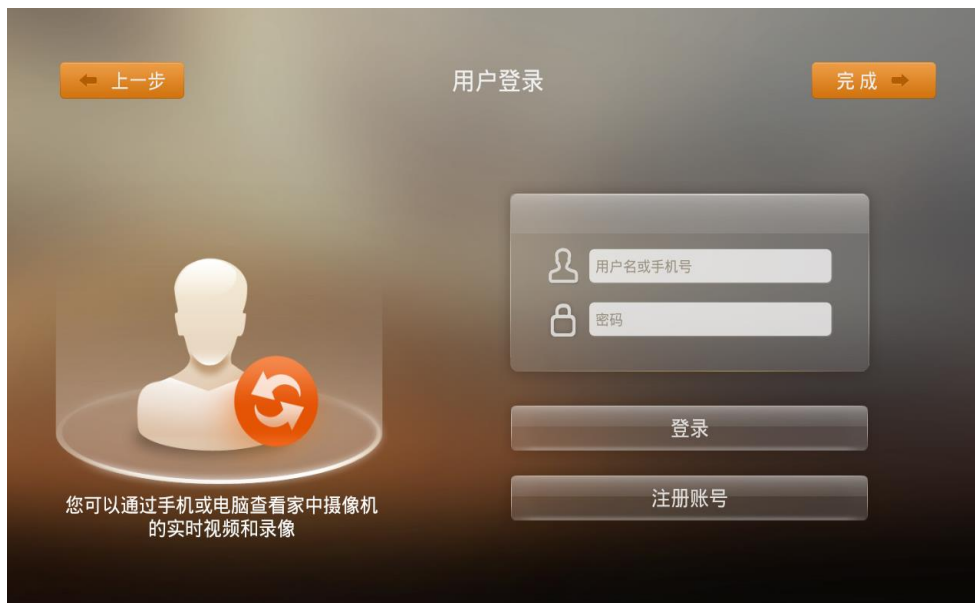 上一步
用户登录
完成
用户名或手机号
密码
登录
注册账号
您可以通过手机或电脑查看家中摄像机
的实时视频和录像